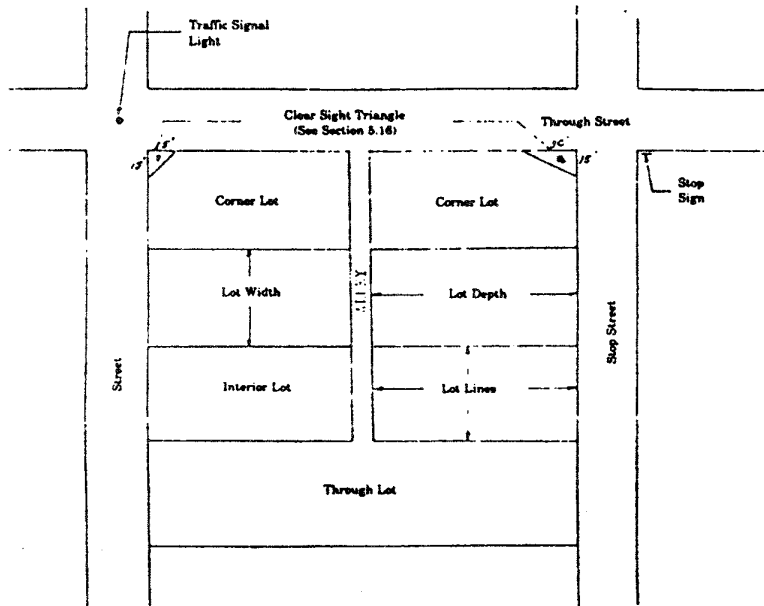 Traffic Signal
Light
Clear Sight Triangle
(See Section 5.16)
Through Street
15'
15'
15
Stop
Sign
Corner Lot
Corner Lot
Lot Width
ALLEY
Lot Depth
Street
Stop Street
Interior Lot
Lot Lines
Through Lot